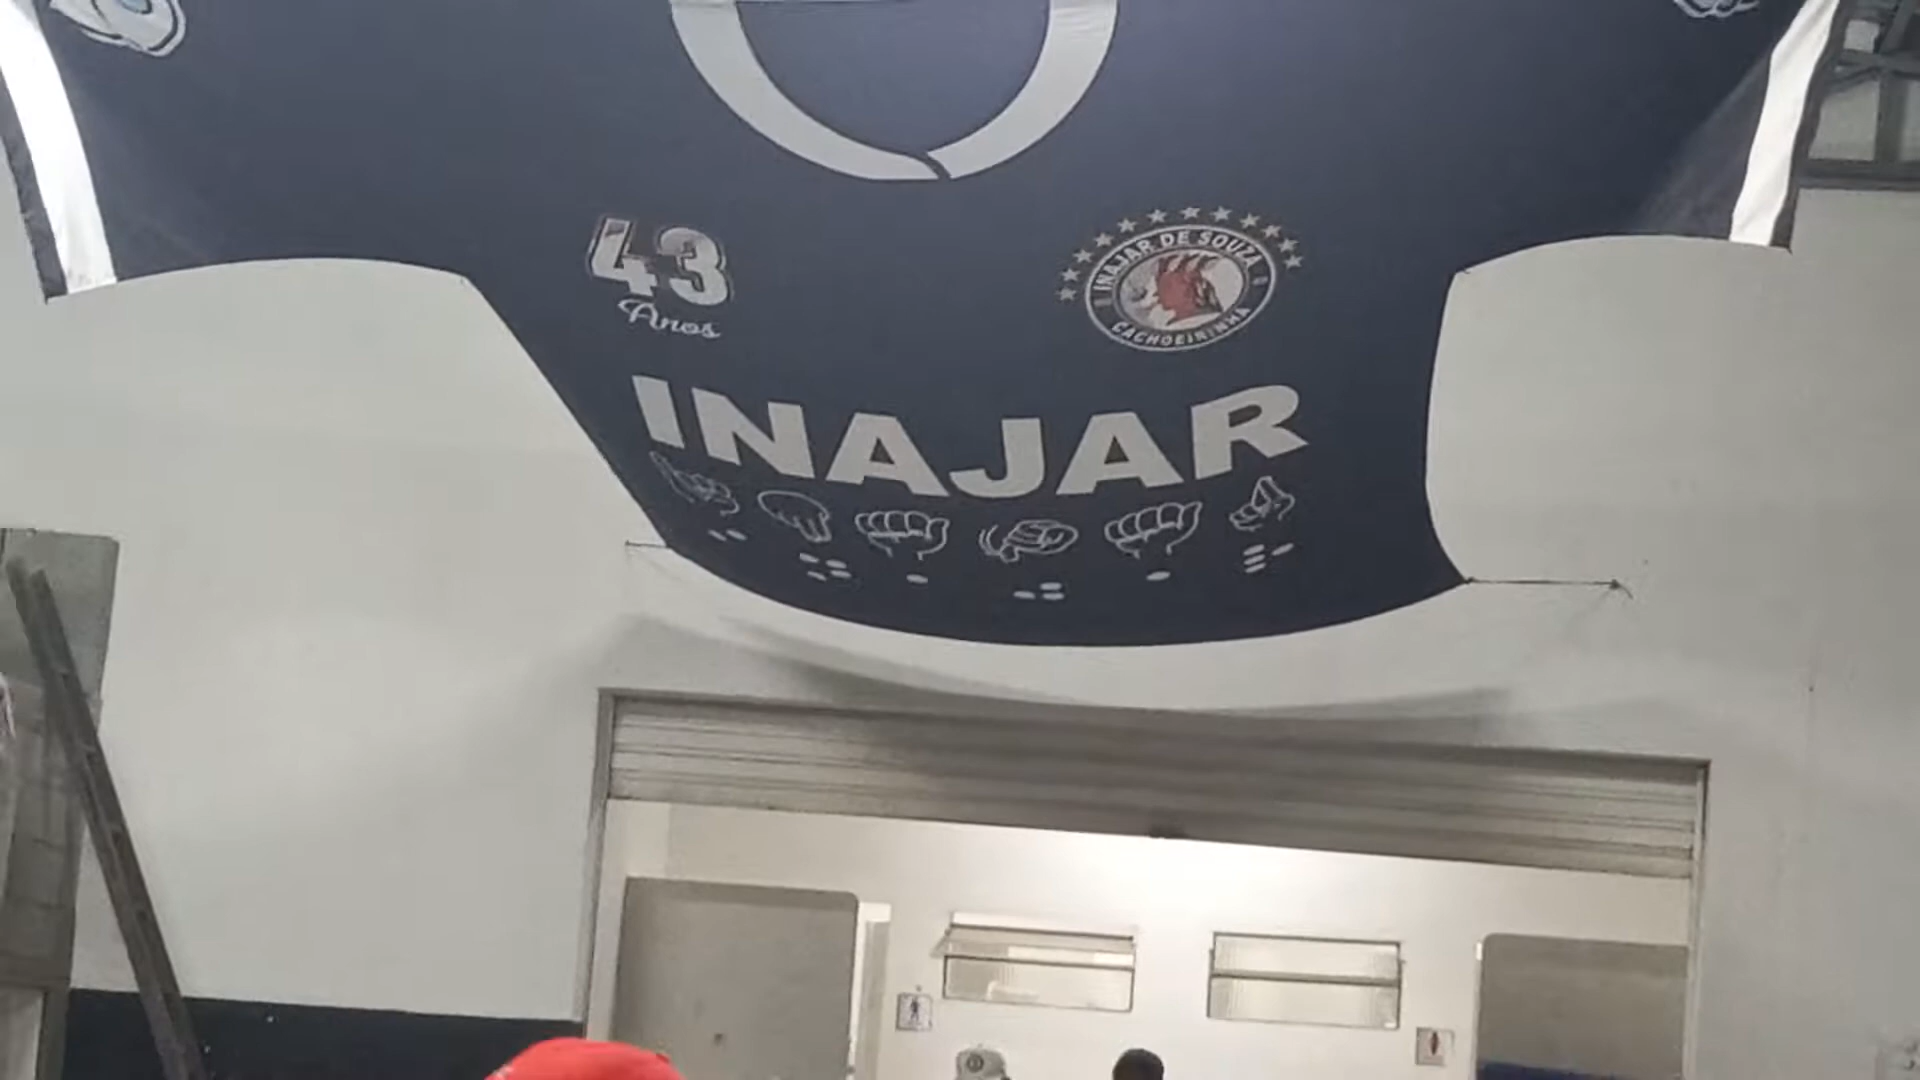 43
Anos
INAJAR DE SOUZA
CACHOEIRINHA
INAJAR